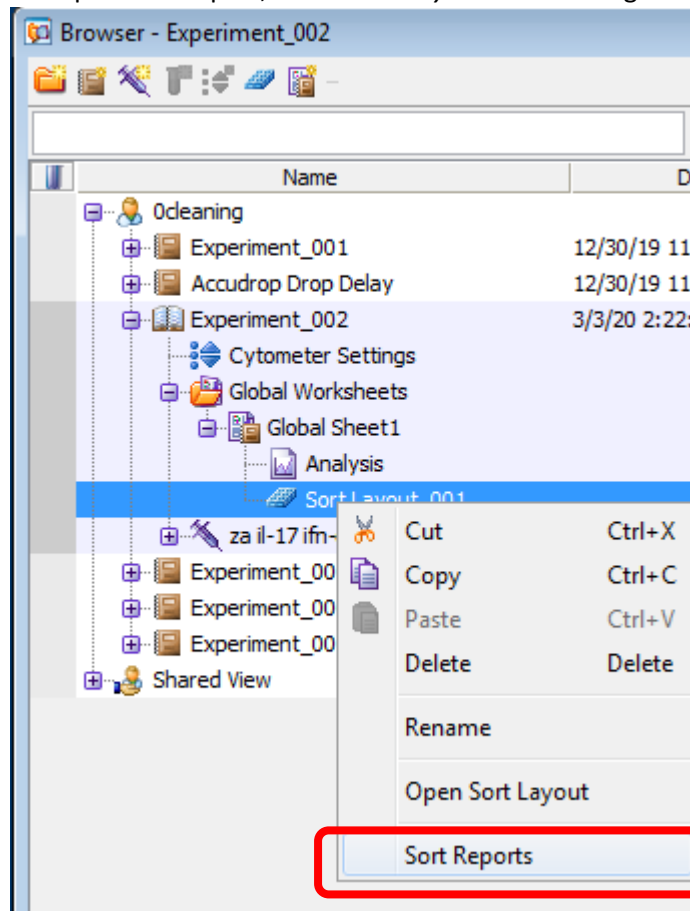 Browser - Experiment_002
Name D
0cleaning
Experiment_001 12/30/19 11
Accudrop Drop Delay 12/30/19 11
Experiment_002 3/3/20 2:22:
Cytometer Settings
Global Worksheets
Global Sheet1
Analysis
Sort Layout_001
za il-17 ifn-
Cut Ctrl+X
Experiment_00
Copy Ctrl+C
Experiment_00
Paste Ctrl+V
Experiment_00
Delete Delete
Shared View
Rename
Open Sort Layout
Sort Reports